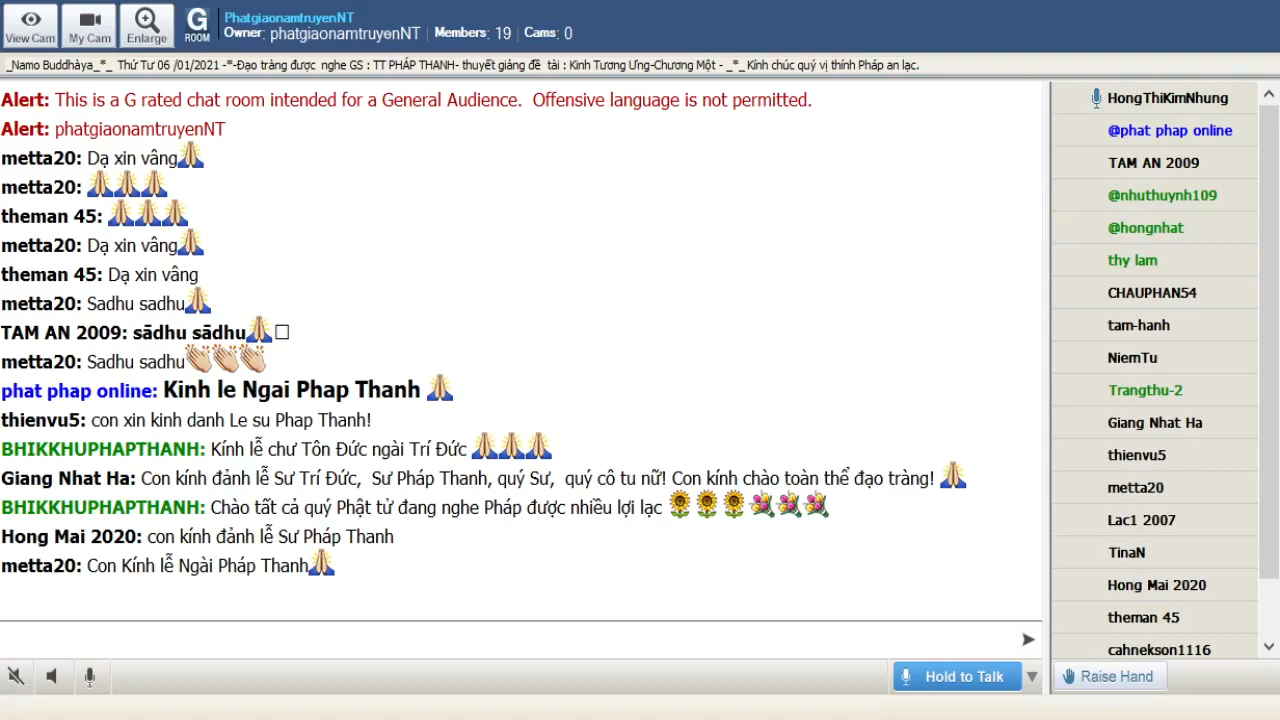 View Cam
My Cam
Enlarge
G
ROOM
PhatgiaonamtruyenNT
Owner: phatgiaonamtruyenNT | Members: 19 | Cams: 0
_Namo Buddhàya_*_ Thứ Tư 06 /01/2021 -*-Đạo tràng được nghe GS : TT PHÁP THANH- thuyết giảng đề tài : Kinh Tương Ưng-Chương Một - _*_Kính chúc quý vị thính Pháp an lạc.
Alert: This is a G rated chat room intended for a General Audience. Offensive language is not permitted.
Alert: phatgiaonamtruyenNT
metta20: Dạ xin vâng🙏
metta20: 🙏🙏🙏
theman 45: 🙏🙏🙏
metta20: Dạ xin vâng🙏
theman 45: Dạ xin vâng
metta20: Sadhu sadhu🙏
TAM AN 2009: sādhu sādhu🙏□
metta20: Sadhu sadhu👏👏👏
phat phap online: Kinh le Ngai Phap Thanh 🙏
thienvu5: con xin kinh danh Le su Phap Thanh!
BHIKKHUPHAPTHANH: Kính lễ chư Tôn Đức ngài Trí Đức 🙏🙏🙏
Giang Nhat Ha: Con kính đảnh lễ Sư Trí Đức, Sư Pháp Thanh, quý Sư, quý cô tu nữ! Con kính chào toàn thể đạo tràng! 🙏
BHIKKHUPHAPTHANH: Chào tất cả quý Phật tử đang nghe Pháp được nhiều lợi lạc 🌻🌻🌻💐💐💐
Hong Mai 2020: con kính đảnh lễ Sư Pháp Thanh
metta20: Con Kính lễ Ngài Pháp Thanh🙏
HongThiKimNhung
@phat phap online
TAM AN 2009
@nhuthuynh109
@hongnhat
thy lam
CHAUPHAN54
tam-hanh
NiemTu
Trangthu-2
Giang Nhat Ha
thienvu5
metta20
Lac1 2007
TinaN
Hong Mai 2020
theman 45
cahnekson1116
Hold to Talk
Raise Hand